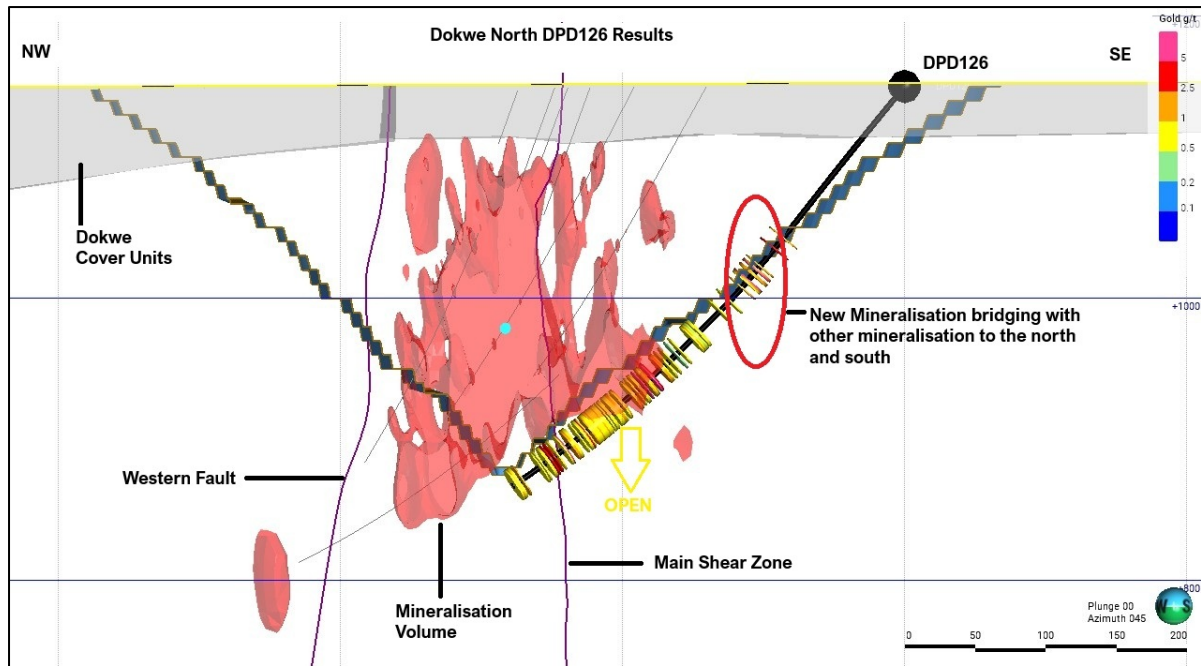 Dokwe North DPD126 Results
NW
SE
DPD126
Gold g/t
5
2.5
1
0.5
0.2
0.1
Dokwe
Cover Units
+1000
New Mineralisation bridging with
other mineralisation to the north
and south
Western Fault
OPEN
Main Shear Zone
Mineralisation
Volume
Plunge 00
Azimuth 045
W
S
0
50
100
150
200